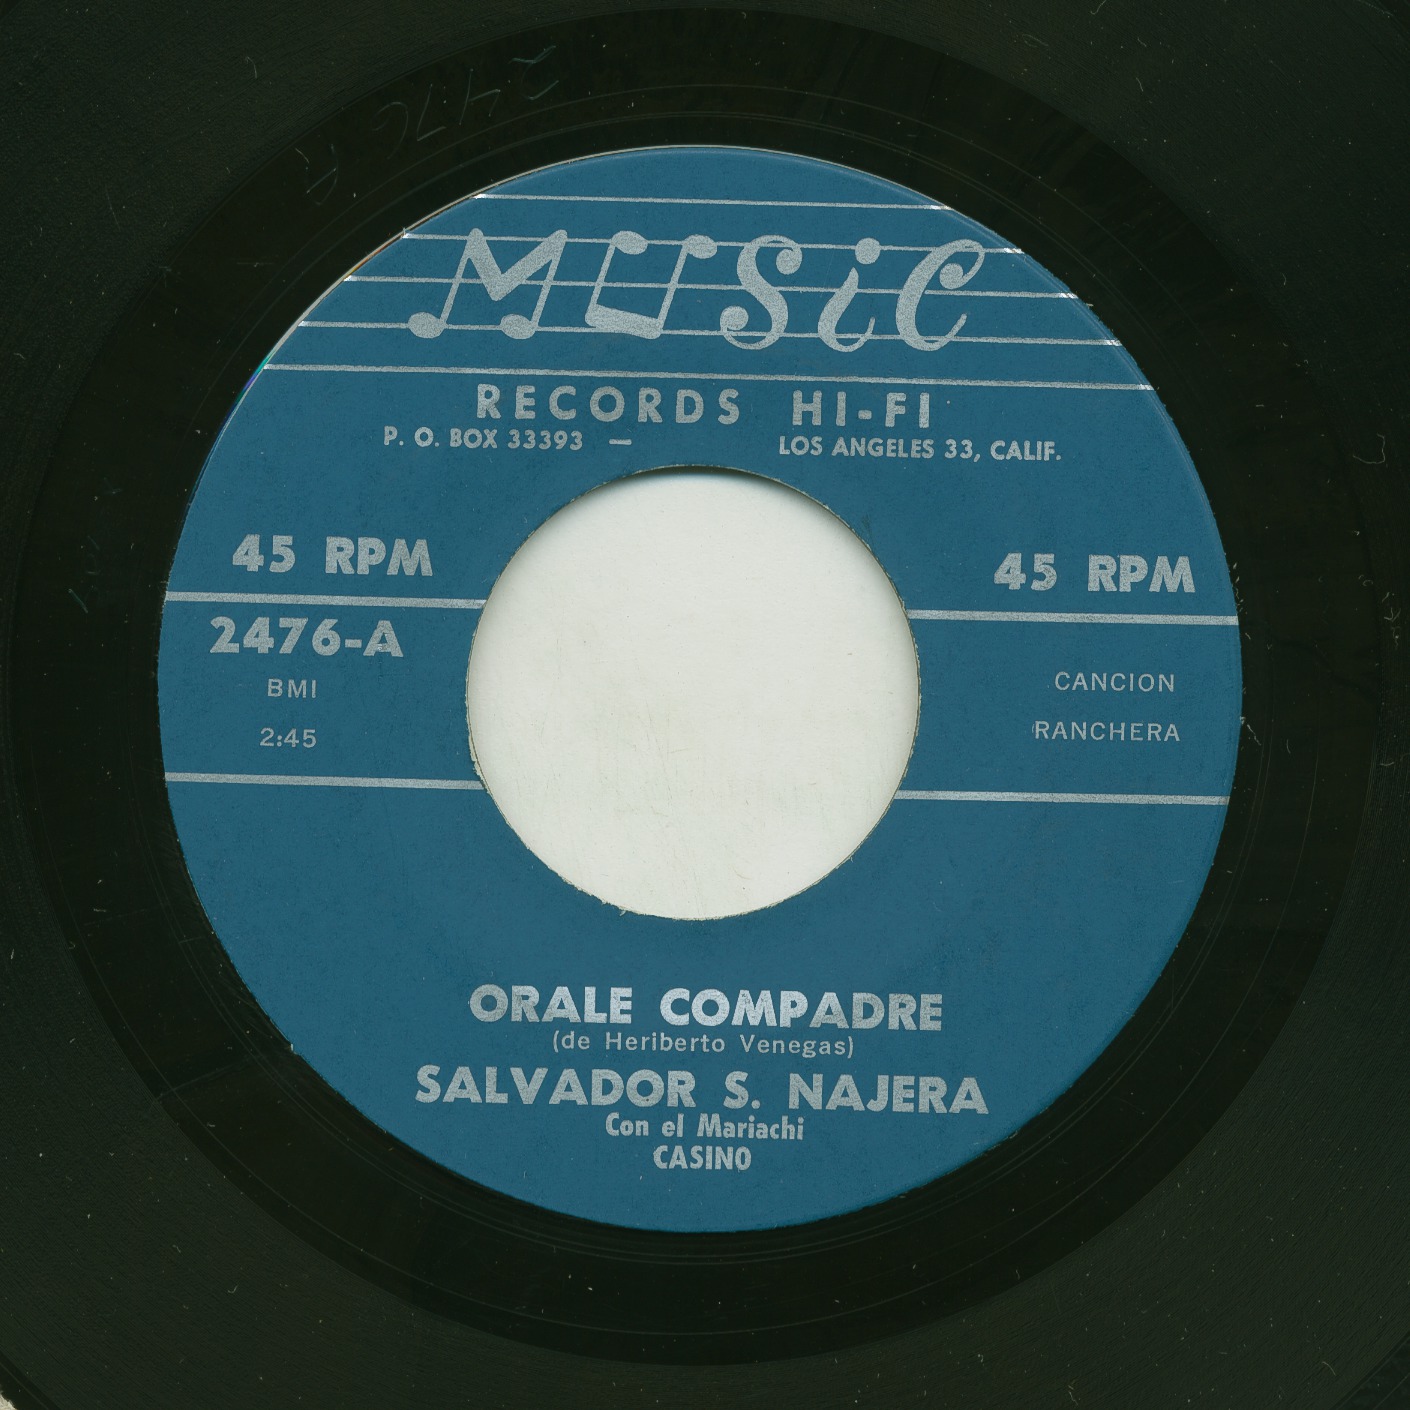 MUSiC
RECORDS HI-FI
P. O. BOX 33393 — LOS ANGELES 33, CALIF.
45 RPM 45 RPM
2476-A
BMI CANCION
2:45 RANCHERA
ORALE COMPADRE
(de Heriberto Venegas)
SALVADOR S. NAJERA
Con el Mariachi
CASINO